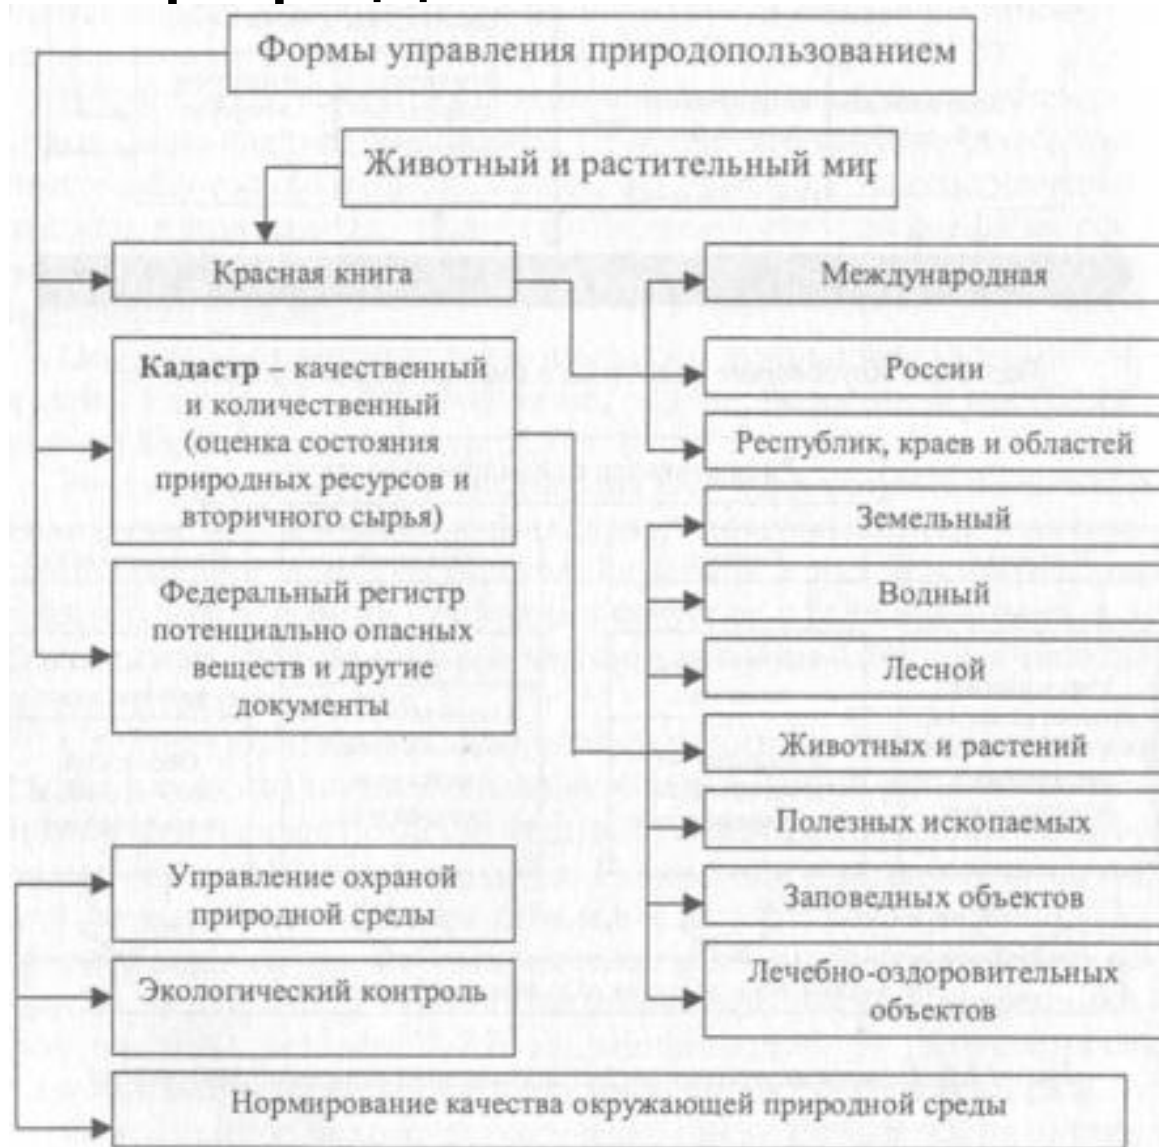 Формы управления природопользованием
Животный и растительный мир
Красная книга
Кадастр – качественный
и количественный
(оценка состояния
природных ресурсов и
вторичного сырья)
Федеральный регистр
потенциально опасных
веществ и другие
документы
Управление охраной
природной среды
Экологический контроль
Нормирование качества окружающей природной среды
Международная
России
Республик, краев и областей
Земельный
Водный
Лесной
Животных и растений
Полезных ископаемых
Заповедных объектов
Лечебно-оздоровительных
объектов